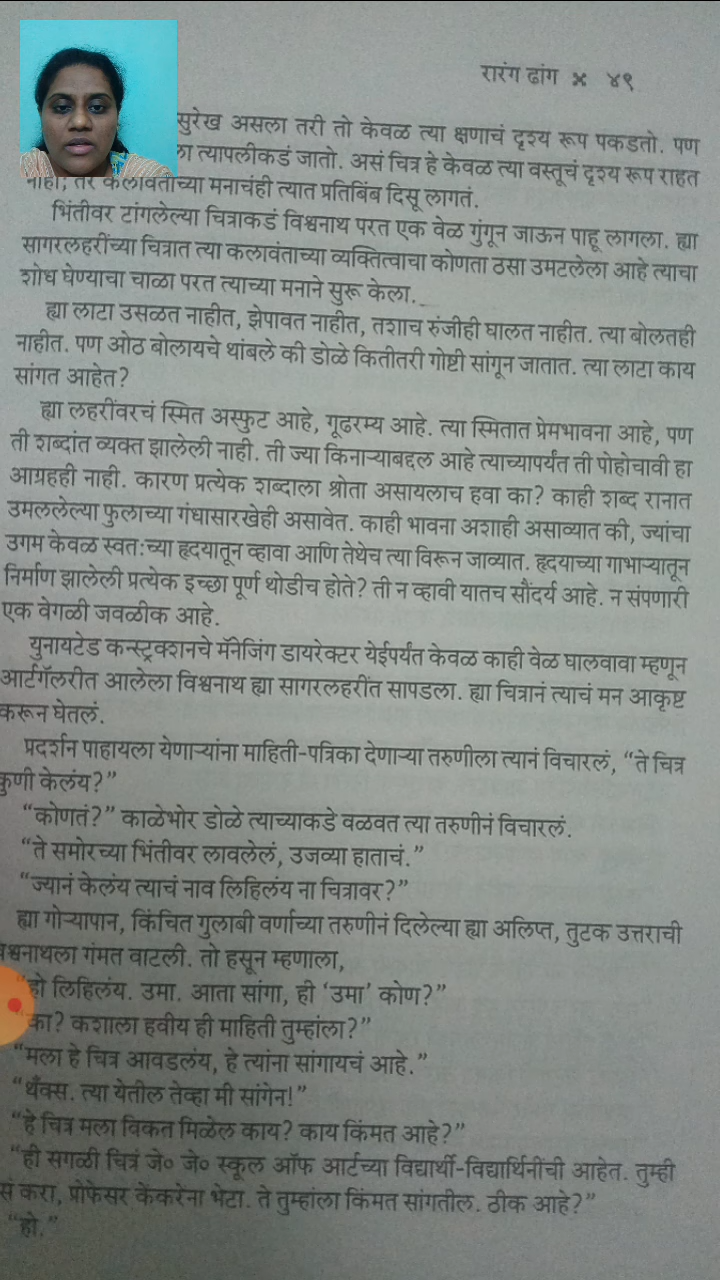 रारंग ढांग ४९
सुरेख असला तरी तो केवळ त्या क्षणाचं दृश्य रूप पकडतो. पण
ला त्यापलीकडं जातो. असं चित्र हे केवळ त्या वस्तूचं दृश्य रूप राहत
नाही; तर कलावंताच्या मनाचंही त्यात प्रतिबिंब दिसू लागतं.
भिंतीवर टांगलेल्या चित्राकडं विश्वनाथ परत एक वेळ गुंगून जाऊन पाहू लागला. ह्या
सागरलहरींच्या चित्रात त्या कलावंताच्या व्यक्तित्वाचा कोणता ठसा उमटलेला आहे त्याचा
शोध घेण्याचा चाळा परत त्याच्या मनाने सुरू केला.
ह्या लाटा उसळत नाहीत, झेपावत नाहीत, तशाच रुंजीही घालत नाहीत. त्या बोलतही
नाहीत. पण ओठ बोलायचे थांबले की डोळे कितीतरी गोष्टी सांगून जातात. त्या लाटा काय
सांगत आहेत?
ह्या लहरींवरचं स्मित अस्फुट आहे, गूढरम्य आहे. त्या स्मितात प्रेमभावना आहे, पण
ती शब्दांत व्यक्त झालेली नाही. ती ज्या किनाऱ्याबद्दल आहे त्याच्यापर्यंत ती पोहोचावी हा
आग्रहही नाही. कारण प्रत्येक शब्दाला श्रोता असायलाच हवा का? काही शब्द रानात
उमललेल्या फुलाच्या गंधासारखेही असावेत. काही भावना अशाही असाव्यात की, ज्यांचा
उगम केवळ स्वतःच्या हृदयातून व्हावा आणि तेथेच त्या विरून जाव्यात. हृदयाच्या गाभाऱ्यातून
निर्माण झालेली प्रत्येक इच्छा पूर्ण थोडीच होते? ती न व्हावी यातच सौंदर्य आहे. न संपणारी
एक वेगळी जवळीक आहे.
युनायटेड कन्स्ट्रक्शनचे मॅनेजिंग डायरेक्टर येईपर्यंत केवळ काही वेळ घालवावा म्हणून
आर्टगॅलरीत आलेला विश्वनाथ ह्या सागरलहरींत सापडला. ह्या चित्रानं त्याचं मन आकृष्ट
करून घेतलं.
प्रदर्शन पाहायला येणाऱ्यांना माहिती-पत्रिका देणाऱ्या तरुणीला त्यानं विचारलं, “ते चित्र
कुणी केलंय?”
“कोणतं?” काळेभोर डोळे त्याच्याकडे वळवत त्या तरुणीनं विचारलं.
“ते समोरच्या भिंतीवर लावलेलं, उजव्या हाताचं.”
“ज्यानं केलंय त्याचं नाव लिहिलंय ना चित्रावर?”
ह्या गोऱ्यापान, किंचित गुलाबी वर्णाच्या तरुणीनं दिलेल्या ह्या अलिप्त, तुटक उत्तराची
श्वनाथला गंमत वाटली. तो हसून म्हणाला,
“हो लिहिलंय. उमा. आता सांगा, ही ‘उमा’ कोण?”
“का? कशाला हवीय ही माहिती तुम्हांला?”
“मला हे चित्र आवडलंय, हे त्यांना सांगायचं आहे.”
“थँक्स. त्या येतील तेव्हा मी सांगेन!”
“हे चित्र मला विकत मिळेल काय? काय किंमत आहे?”
“ही सगळी चित्रं जे० जे० स्कूल ऑफ आर्टच्या विद्यार्थी-विद्यार्थिनींची आहेत. तुम्ही
सं करा, प्रोफेसर केंकरेंना भेटा. ते तुम्हांला किंमत सांगतील. ठीक आहे?”
“हो.”